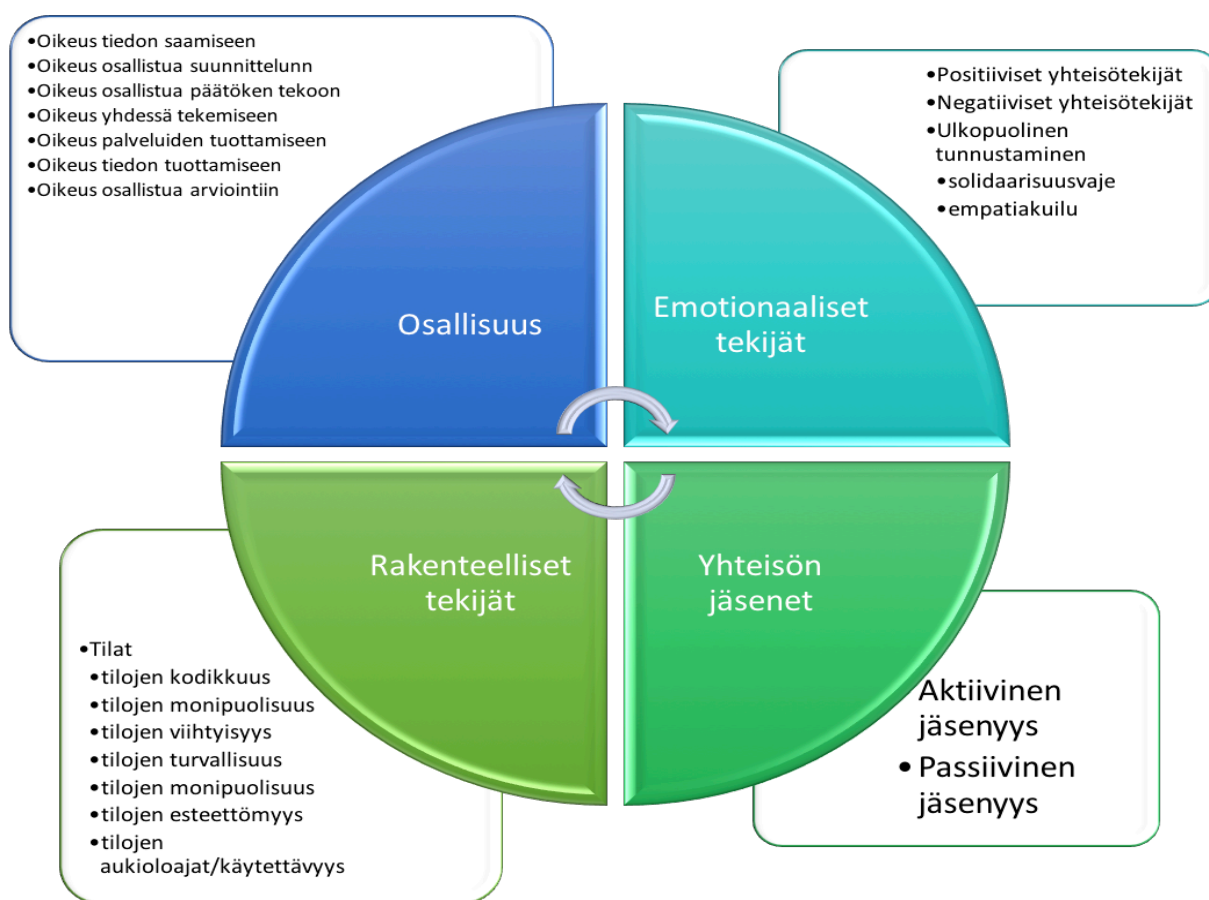 •Oikeus tiedon saamiseen
•Oikeus osallistua suunnittelunn
•Oikeus osallistua päätöken tekoon
•Oikeus yhdessä tekemiseen
•Oikeus palveluiden tuottamiseen
•Oikeus tiedon tuottamiseen
•Oikeus osallistua arviointiin
•Positiiviset yhteisötekijät
•Negatiiviset yhteisötekijät
•Ulkopuolinen
tunnustaminen
•solidaarisuusvaje
•empatiakuilu
Osallisuus
Emotionaaliset
tekijät
Rakenteelliset
tekijät
Yhteisön
jäsenet
•Tilat
•tilojen kodikkuus
•tilojen monipuolisuus
•tilojen viihtyisyys
•tilojen turvallisuus
•tilojen monipuolisuus
•tilojen esteettömyys
•tilojen
aukioloajat/käytettävyys
Aktiivinen
jäsenyys
• Passiivinen
jäsenyys